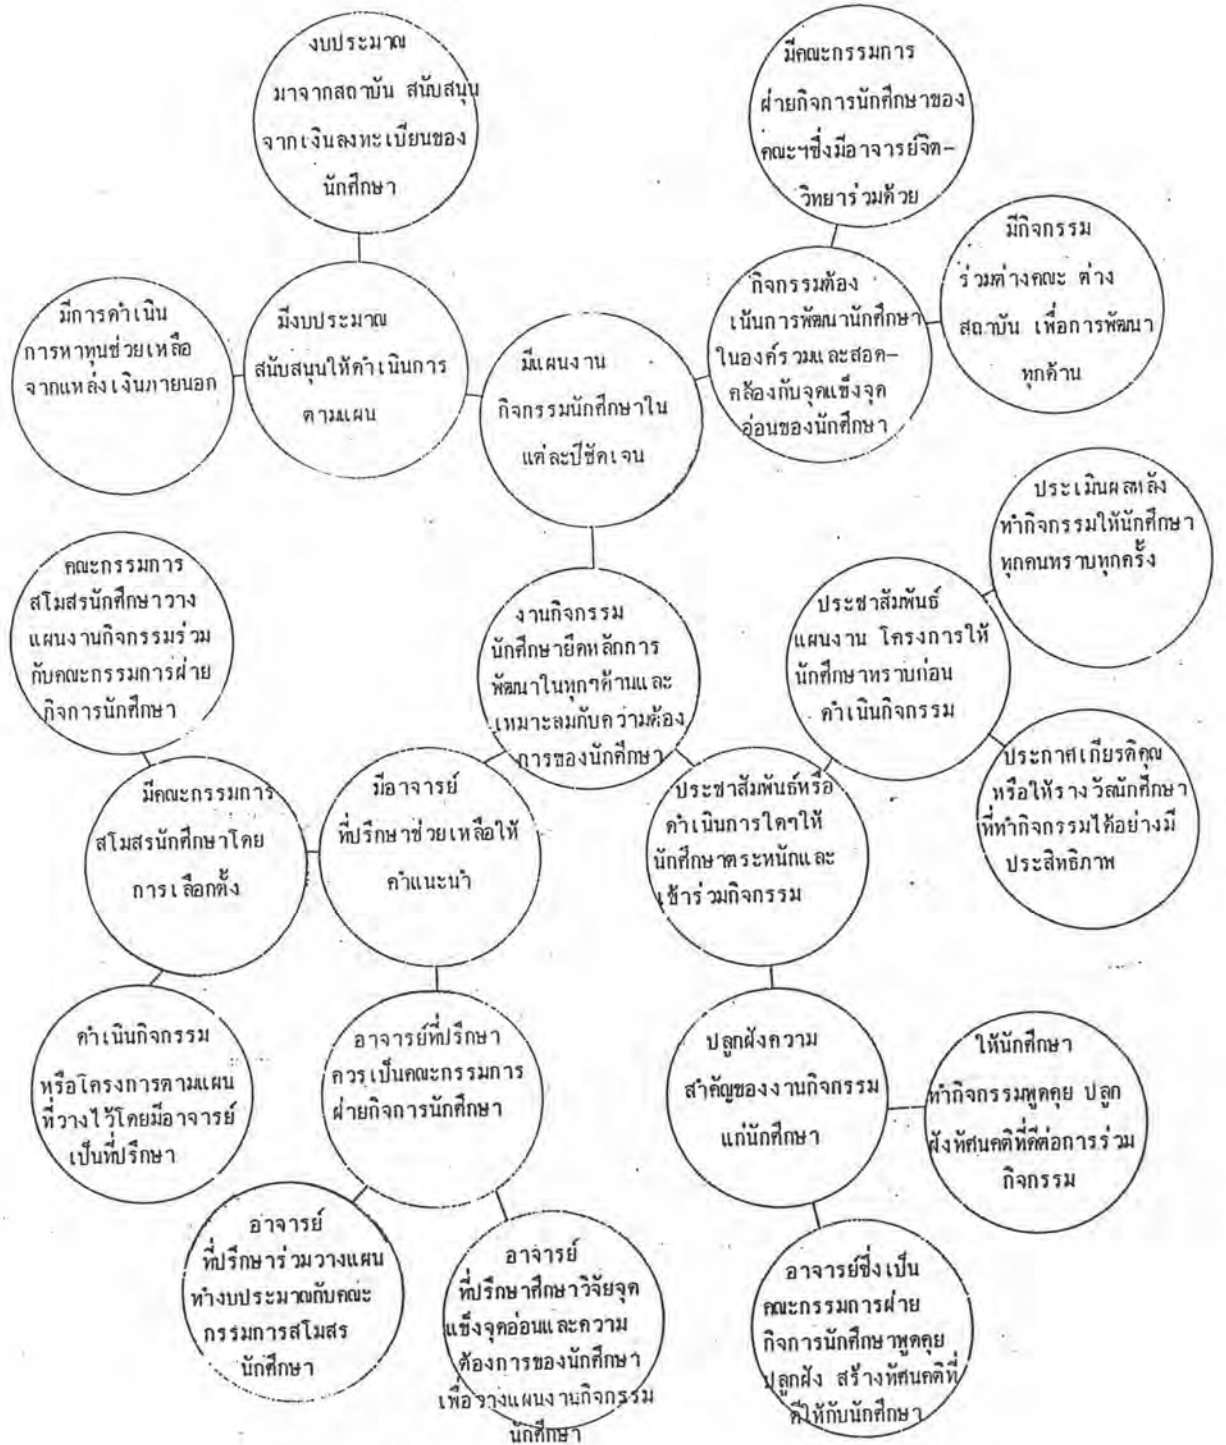 งบประมาณ
มาจากสถาบัน สนับสนุน
จากเงินลงทะเบียนของ
นักศึกษา
มีคณะกรรมการ
ฝ่ายกิจการนักศึกษาของ
คณะฯซึ่งมีอาจารย์จิต-
วิทยาร่วมด้วย
มีกิจกรรม
ร่วมต่างคณะ ต่าง
สถาบัน เพื่อการพัฒนา
ทุกด้าน
มีการดำเนิน
การหาทุนช่วยเหลือ
จากแหล่งเงินภายนอก
มีงบประมาณ
สนับสนุนให้ดำเนินการ
ตามแผน
มีแผนงาน
กิจกรรมนักศึกษาใน
แต่ละปีชัดเจน
กิจกรรมต้อง
เน้นการพัฒนานักศึกษา
ในองค์รวมและสอด-
คล้องกับจุดแข็งจุด
อ่อนของนักศึกษา
ประเมินผลหลัง
ทำกิจกรรมให้นักศึกษา
ทุกคนทราบทุกครั้ง
คณะกรรมการ
สโมสรนักศึกษาวาง
แผนงานกิจกรรมร่วม
กับคณะกรรมการฝ่าย
กิจการนักศึกษา
งานกิจกรรม
นักศึกษายึดหลักการ
พัฒนาในทุกๆด้านและ
เหมาะสมกับความต้อง
การของนักศึกษา
ประชาสัมพันธ์
แผนงาน โครงการให้
นักศึกษาทราบก่อน
ดำเนินกิจกรรม
ประกาศเกียรติคุณ
หรือให้รางวัลนักศึกษา
ที่ทำกิจกรรมได้อย่างมี
ประสิทธิภาพ
มีคณะกรรมการ
สโมสรนักศึกษาโดย
การเลือกตั้ง
มีอาจารย์
ที่ปรึกษาช่วยเหลือให้
คำแนะนำ
ประชาสัมพันธ์หรือ
ดำเนินการใดๆให้
นักศึกษาตระหนักและ
เข้าร่วมกิจกรรม
ดำเนินกิจกรรม
หรือโครงการตามแผน
ที่วางไว้โดยมีอาจารย์
เป็นที่ปรึกษา
อาจารย์ที่ปรึกษา
ควรเป็นคณะกรรมการ
ฝ่ายกิจการนักศึกษา
ปลูกฝังความ
สำคัญของงานกิจกรรม
แก่นักศึกษา
ให้นักศึกษา
ทำกิจกรรมพูดคุย ปลูก
ฝังทัศนคติที่ดีต่อการร่วม
กิจกรรม
อาจารย์
ที่ปรึกษาร่วมวางแผน
ทำงบประมาณกับคณะ
กรรมการสโมสร
นักศึกษา
อาจารย์
ที่ปรึกษาศึกษาวิจัยจุด
แข็งจุดอ่อนและความ
ต้องการของนักศึกษา
เพื่อวางแผนงานกิจกรรม
นักศึกษา
อาจารย์ซึ่งเป็น
คณะกรรมการฝ่าย
กิจการนักศึกษาพูดคุย
ปลูกฝัง สร้างทัศนคติที่
ดีให้กับนักศึกษา